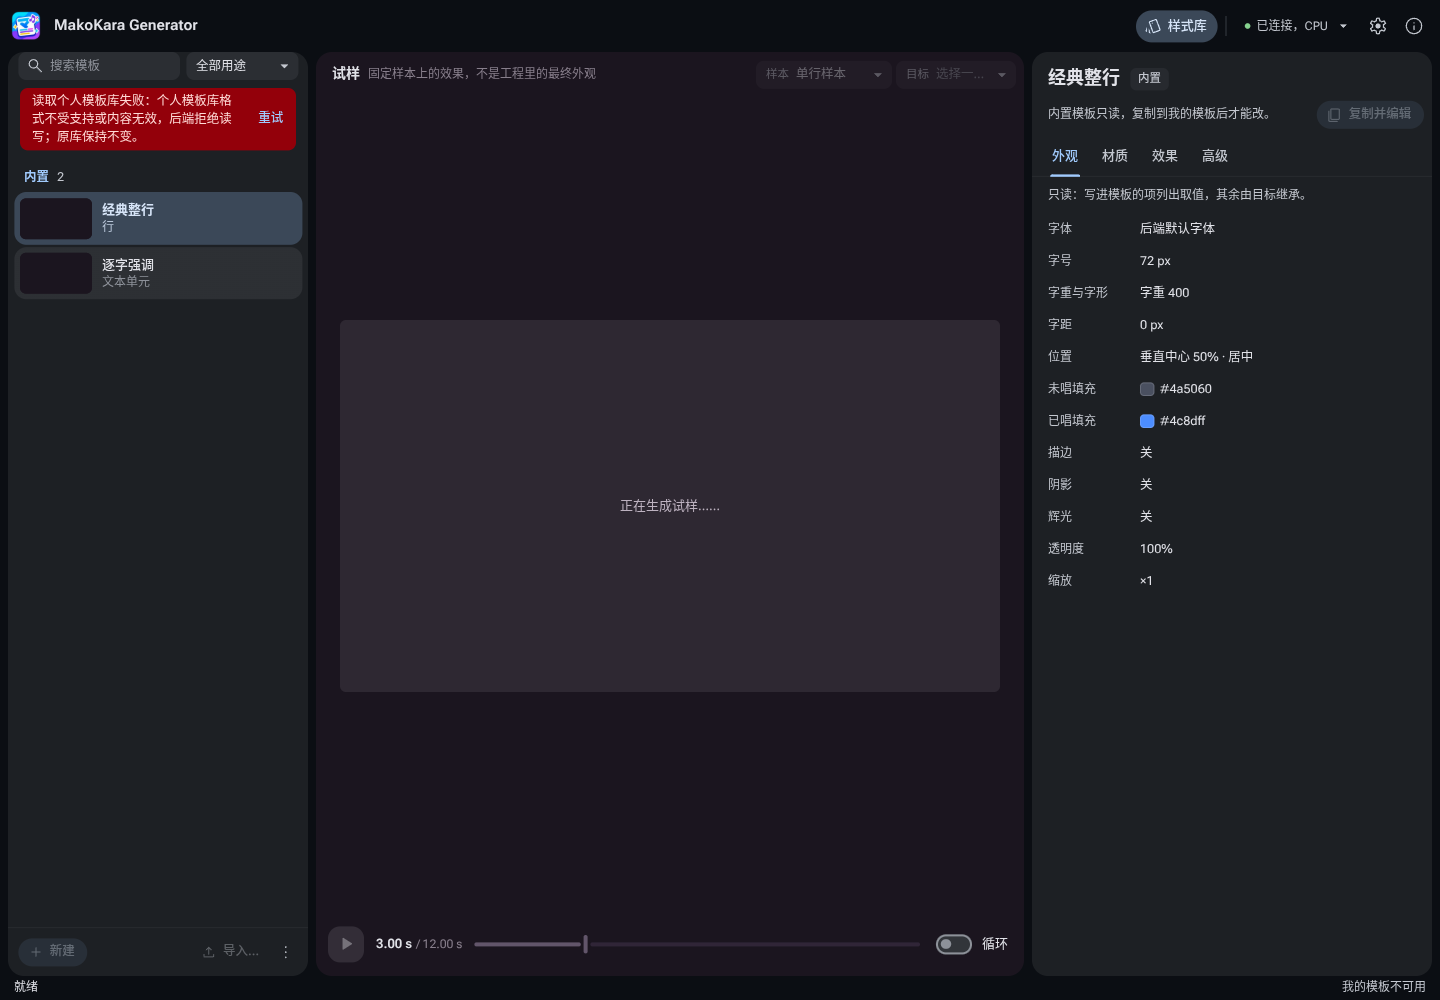 MakoKara Generator
样式库
已连接，CPU
搜索模板
全部用途
读取个人模板库失败：个人模板库格
式不受支持或内容无效，后端拒绝读
写；原库保持不变。
重试
内置 2
经典整行
行
逐字强调
文本单元
新建
导入...
就绪
试样 固定样本上的效果，不是工程里的最终外观
样本 单行样本
目标 选择一...
正在生成试样......
3.00 s / 12.00 s
循环
经典整行 内置
内置模板只读，复制到我的模板后才能改。
复制并编辑
外观 材质 效果 高级
只读：写进模板的项列出取值，其余由目标继承。
字体 后端默认字体
字号 72 px
字重与字形 字重 400
字距 0 px
位置 垂直中心 50% · 居中
未唱填充 #4a5060
已唱填充 #4c8dff
描边 关
阴影 关
辉光 关
透明度 100%
缩放 ×1
我的模板不可用